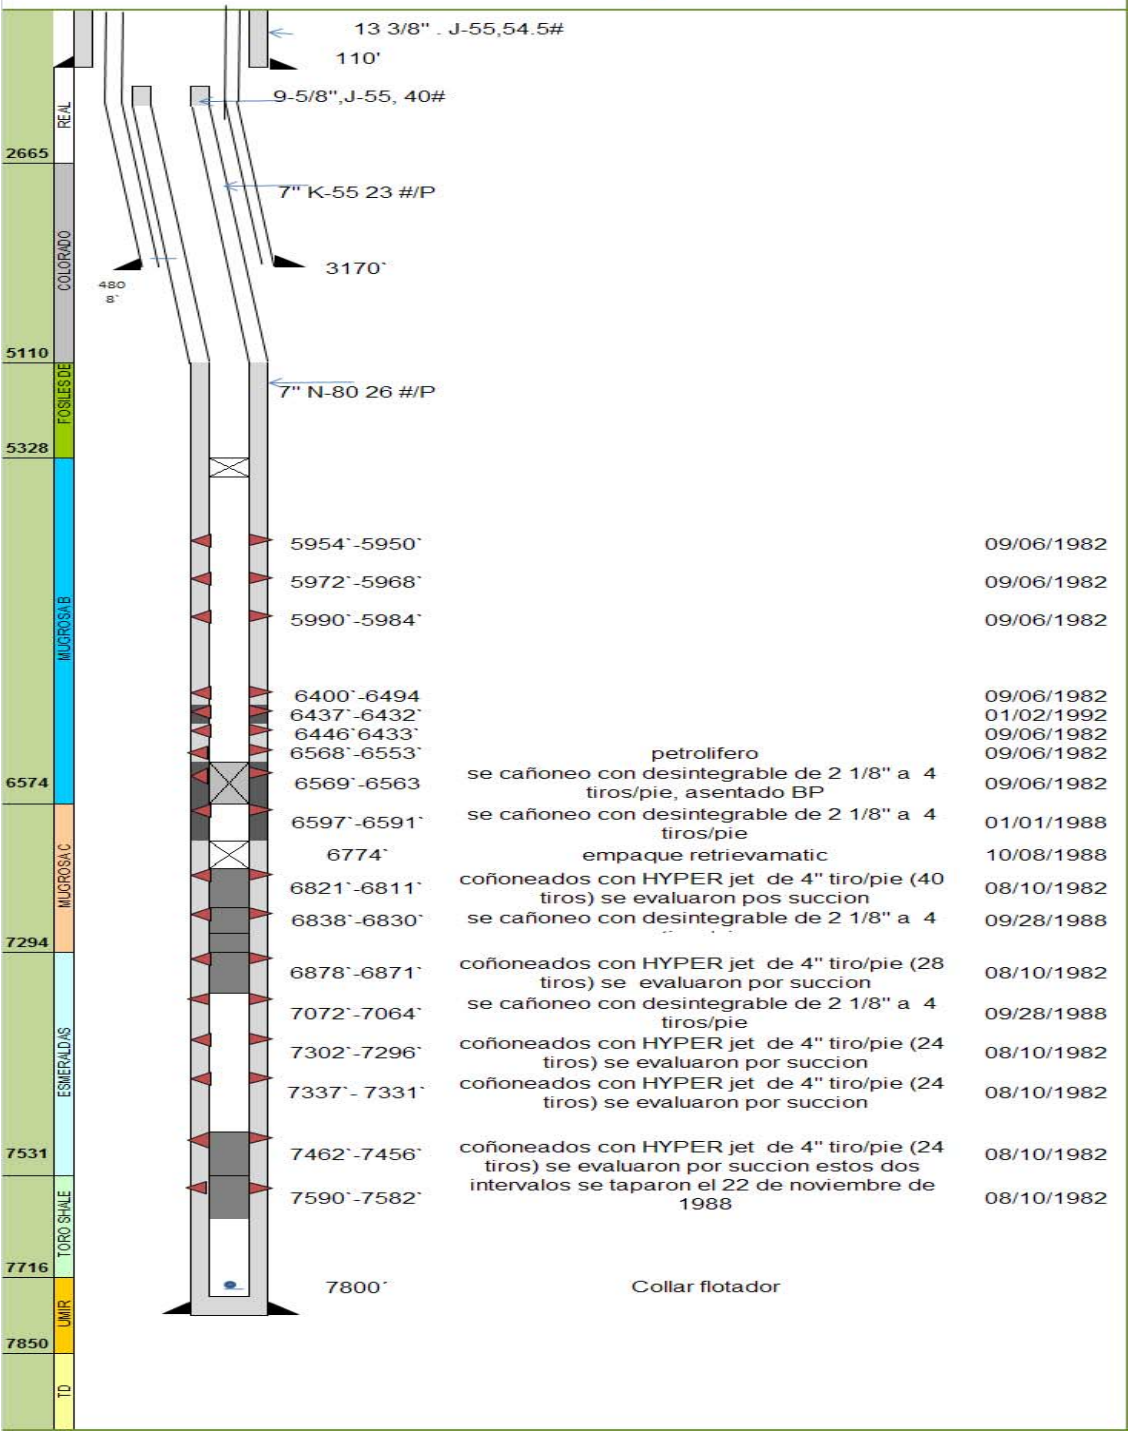 13 3/8" . J-55,54.5#
110'
9-5/8",J-55, 40#
REAL
2665
7" K-55 23 #/P
COLORADO
3170`
480
8`
5110
7" N-80 26 #/P
FOSILES DE
5328
MUGROSA B
5954`-5950` 09/06/1982
5972`-5968` 09/06/1982
5990`-5984` 09/06/1982
6400`-6494 09/06/1982
6437`-6432` 01/02/1992
6446`6433` 09/06/1982
6568`-6553` petrolifero 09/06/1982
6574
6569`-6563 se cañoneo con desintegrable de 2 1/8" a 4
tiros/pie, asentado BP 09/06/1982
6597`-6591` se cañoneo con desintegrable de 2 1/8" a 4
tiros/pie 01/01/1988
MUGROSA C
6774` empaque retrievamatic 10/08/1988
6821`-6811` coñoneados con HYPER jet de 4" tiro/pie (40
tiros) se evaluaron pos succion 08/10/1982
6838`-6830` se cañoneo con desintegrable de 2 1/8" a 4 09/28/1988
7294
6878`-6871` coñoneados con HYPER jet de 4" tiro/pie (28
tiros) se evaluaron por succion 08/10/1982
7072`-7064` se cañoneo con desintegrable de 2 1/8" a 4
tiros/pie 09/28/1988
ESMERALDAS
7302`-7296` coñoneados con HYPER jet de 4" tiro/pie (24
tiros) se evaluaron por succion 08/10/1982
7337`- 7331` coñoneados con HYPER jet de 4" tiro/pie (24
tiros) se evaluaron por succion 08/10/1982
7531
7462`-7456` coñoneados con HYPER jet de 4" tiro/pie (24
tiros) se evaluaron por succion estos dos 08/10/1982
7590`-7582` intervalos se taparon el 22 de noviembre de
1988 08/10/1982
TORO SHALE
7716
7800´ Collar flotador
UMIR
7850
TD